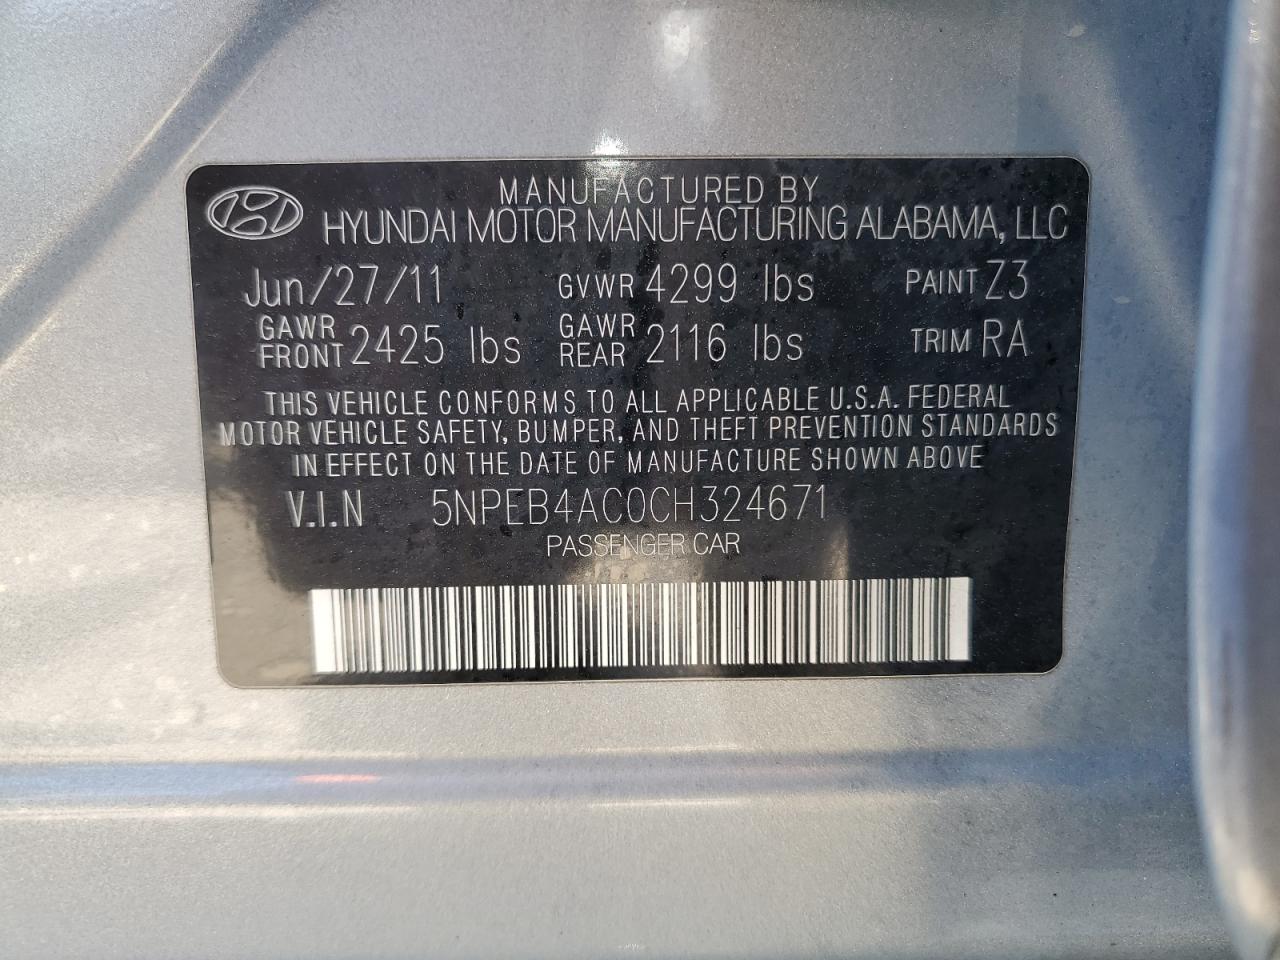 MANUFACTURED BY
HYUNDAI MOTOR MANUFACTURING ALABAMA, LLC
Jun/27/11 GVWR 4299 lbs PAINT Z3
GAWR FRONT 2425 lbs GAWR REAR 2116 lbs TRIM RA
THIS VEHICLE CONFORMS TO ALL APPLICABLE U.S.A. FEDERAL
MOTOR VEHICLE SAFETY, BUMPER, AND THEFT PREVENTION STANDARDS
IN EFFECT ON THE DATE OF MANUFACTURE SHOWN ABOVE
V.I.N 5NPEB4AC0CH324671
PASSENGER CAR